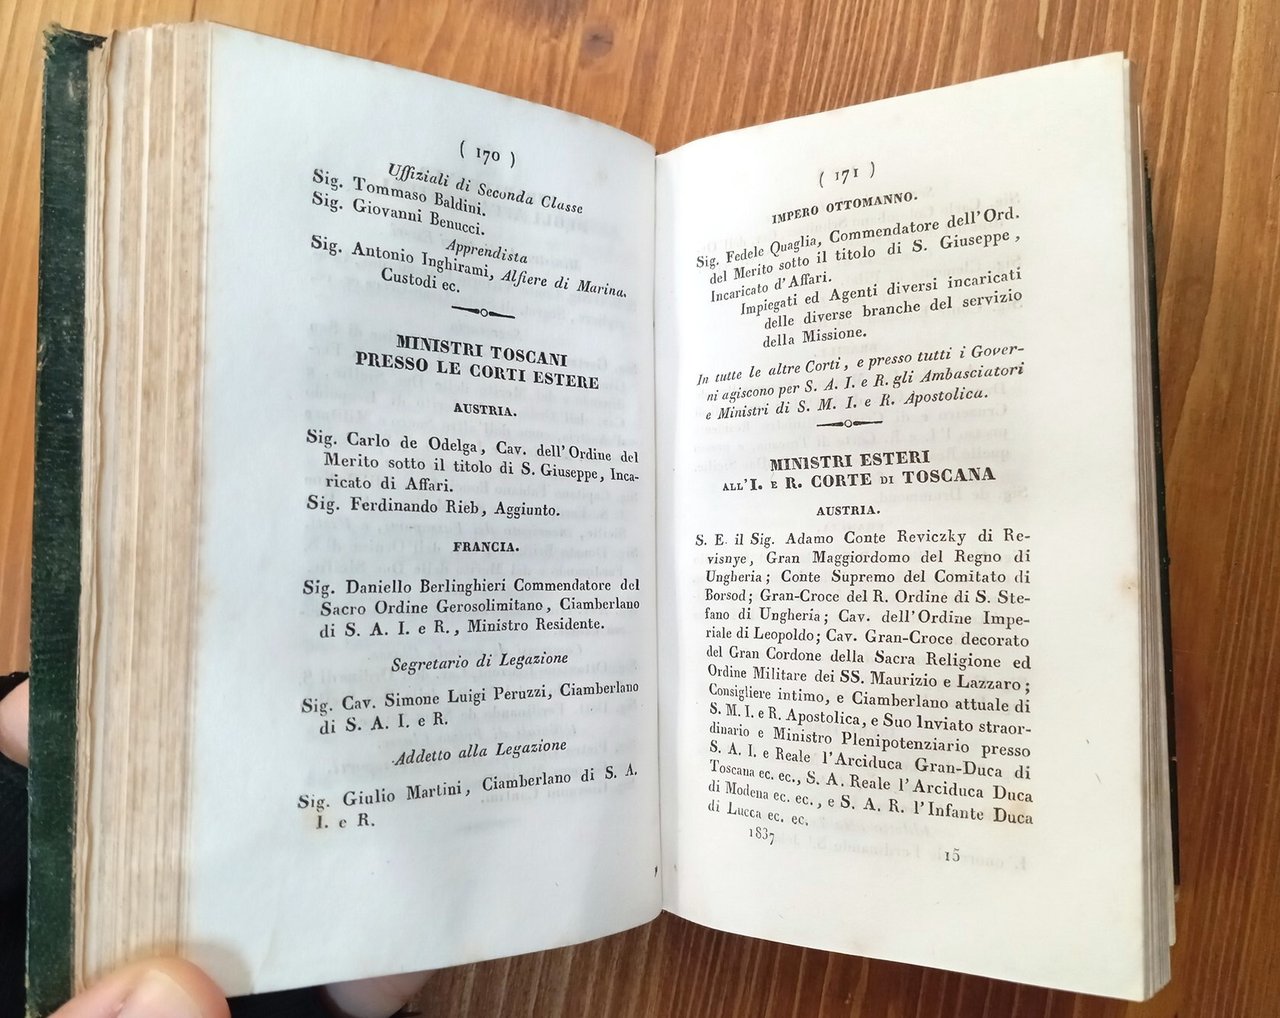 ( 170 )
Uffiziali di Seconda Classe
Sig. Tommaso Baldini.
Sig. Giovanni Benucci.
Apprendista
Sig. Antonio Inghirami, Alfiere di Marina.
Custodi ec.
MINISTRI TOSCANI
PRESSO LE CORTI ESTERE
AUSTRIA.
Sig. Carlo de Odelga, Cav. dell'Ordine del
Merito sotto il titolo di S. Giuseppe, Inca-
ricato di Affari.
Sig. Ferdinando Rieb, Aggiunto.
FRANCIA.
Sig. Daniello Berlinghieri Commendatore del
Sacro Ordine Gerosolimitano, Ciamberlano
di S. A. I. e R., Ministro Residente.
Segretario di Legazione
Sig. Cav. Simone Luigi Peruzzi, Ciamberlano
di S. A. I. e R.
Addetto alla Legazione
Sig. Giulio Martini, Ciamberlano di S. A.
I. e R.
( 171 )
IMPERO OTTOMANNO.
Sig. Fedele Quaglia, Commendatore dell'Ord.
del Merito sotto il titolo di S. Giuseppe,
Incaricato d'Affari.
Impiegati ed Agenti diversi incaricati
delle diverse branche del servizio
della Missione.
In tutte le altre Corti, e presso tutti i Gover-
ni agiscono per S. A. I. e R. gli Ambasciatori
e Ministri di S. M. I. e R. Apostolica.
MINISTRI ESTERI
ALL'I. E R. CORTE DI TOSCANA
AUSTRIA.
S. E. il Sig. Adamo Conte Reviczky di Re-
visnye, Gran Maggiordomo del Regno di
Ungheria; Conte Supremo del Comitato di
Borsod; Gran-Croce del R. Ordine di S. Ste-
fano di Ungheria; Cav. dell'Ordine Impe-
riale di Leopoldo; Cav. Gran-Croce decorato
del Gran Cordone della Sacra Religione ed
Ordine Militare dei SS. Maurizio e Lazzaro;
Consigliere intimo, e Ciamberlano attuale di
S. M. I. e R. Apostolica, e Suo Inviato straor-
dinario e Ministro Plenipotenziario presso
S. A. I. e Reale l'Arciduca Gran-Duca di
Toscana ec. ec., S. A. Reale l'Arciduca Duca
di Modena ec. ec., e S. A. R. l'Infante Duca
di Lucca ec. ec.
1837
15